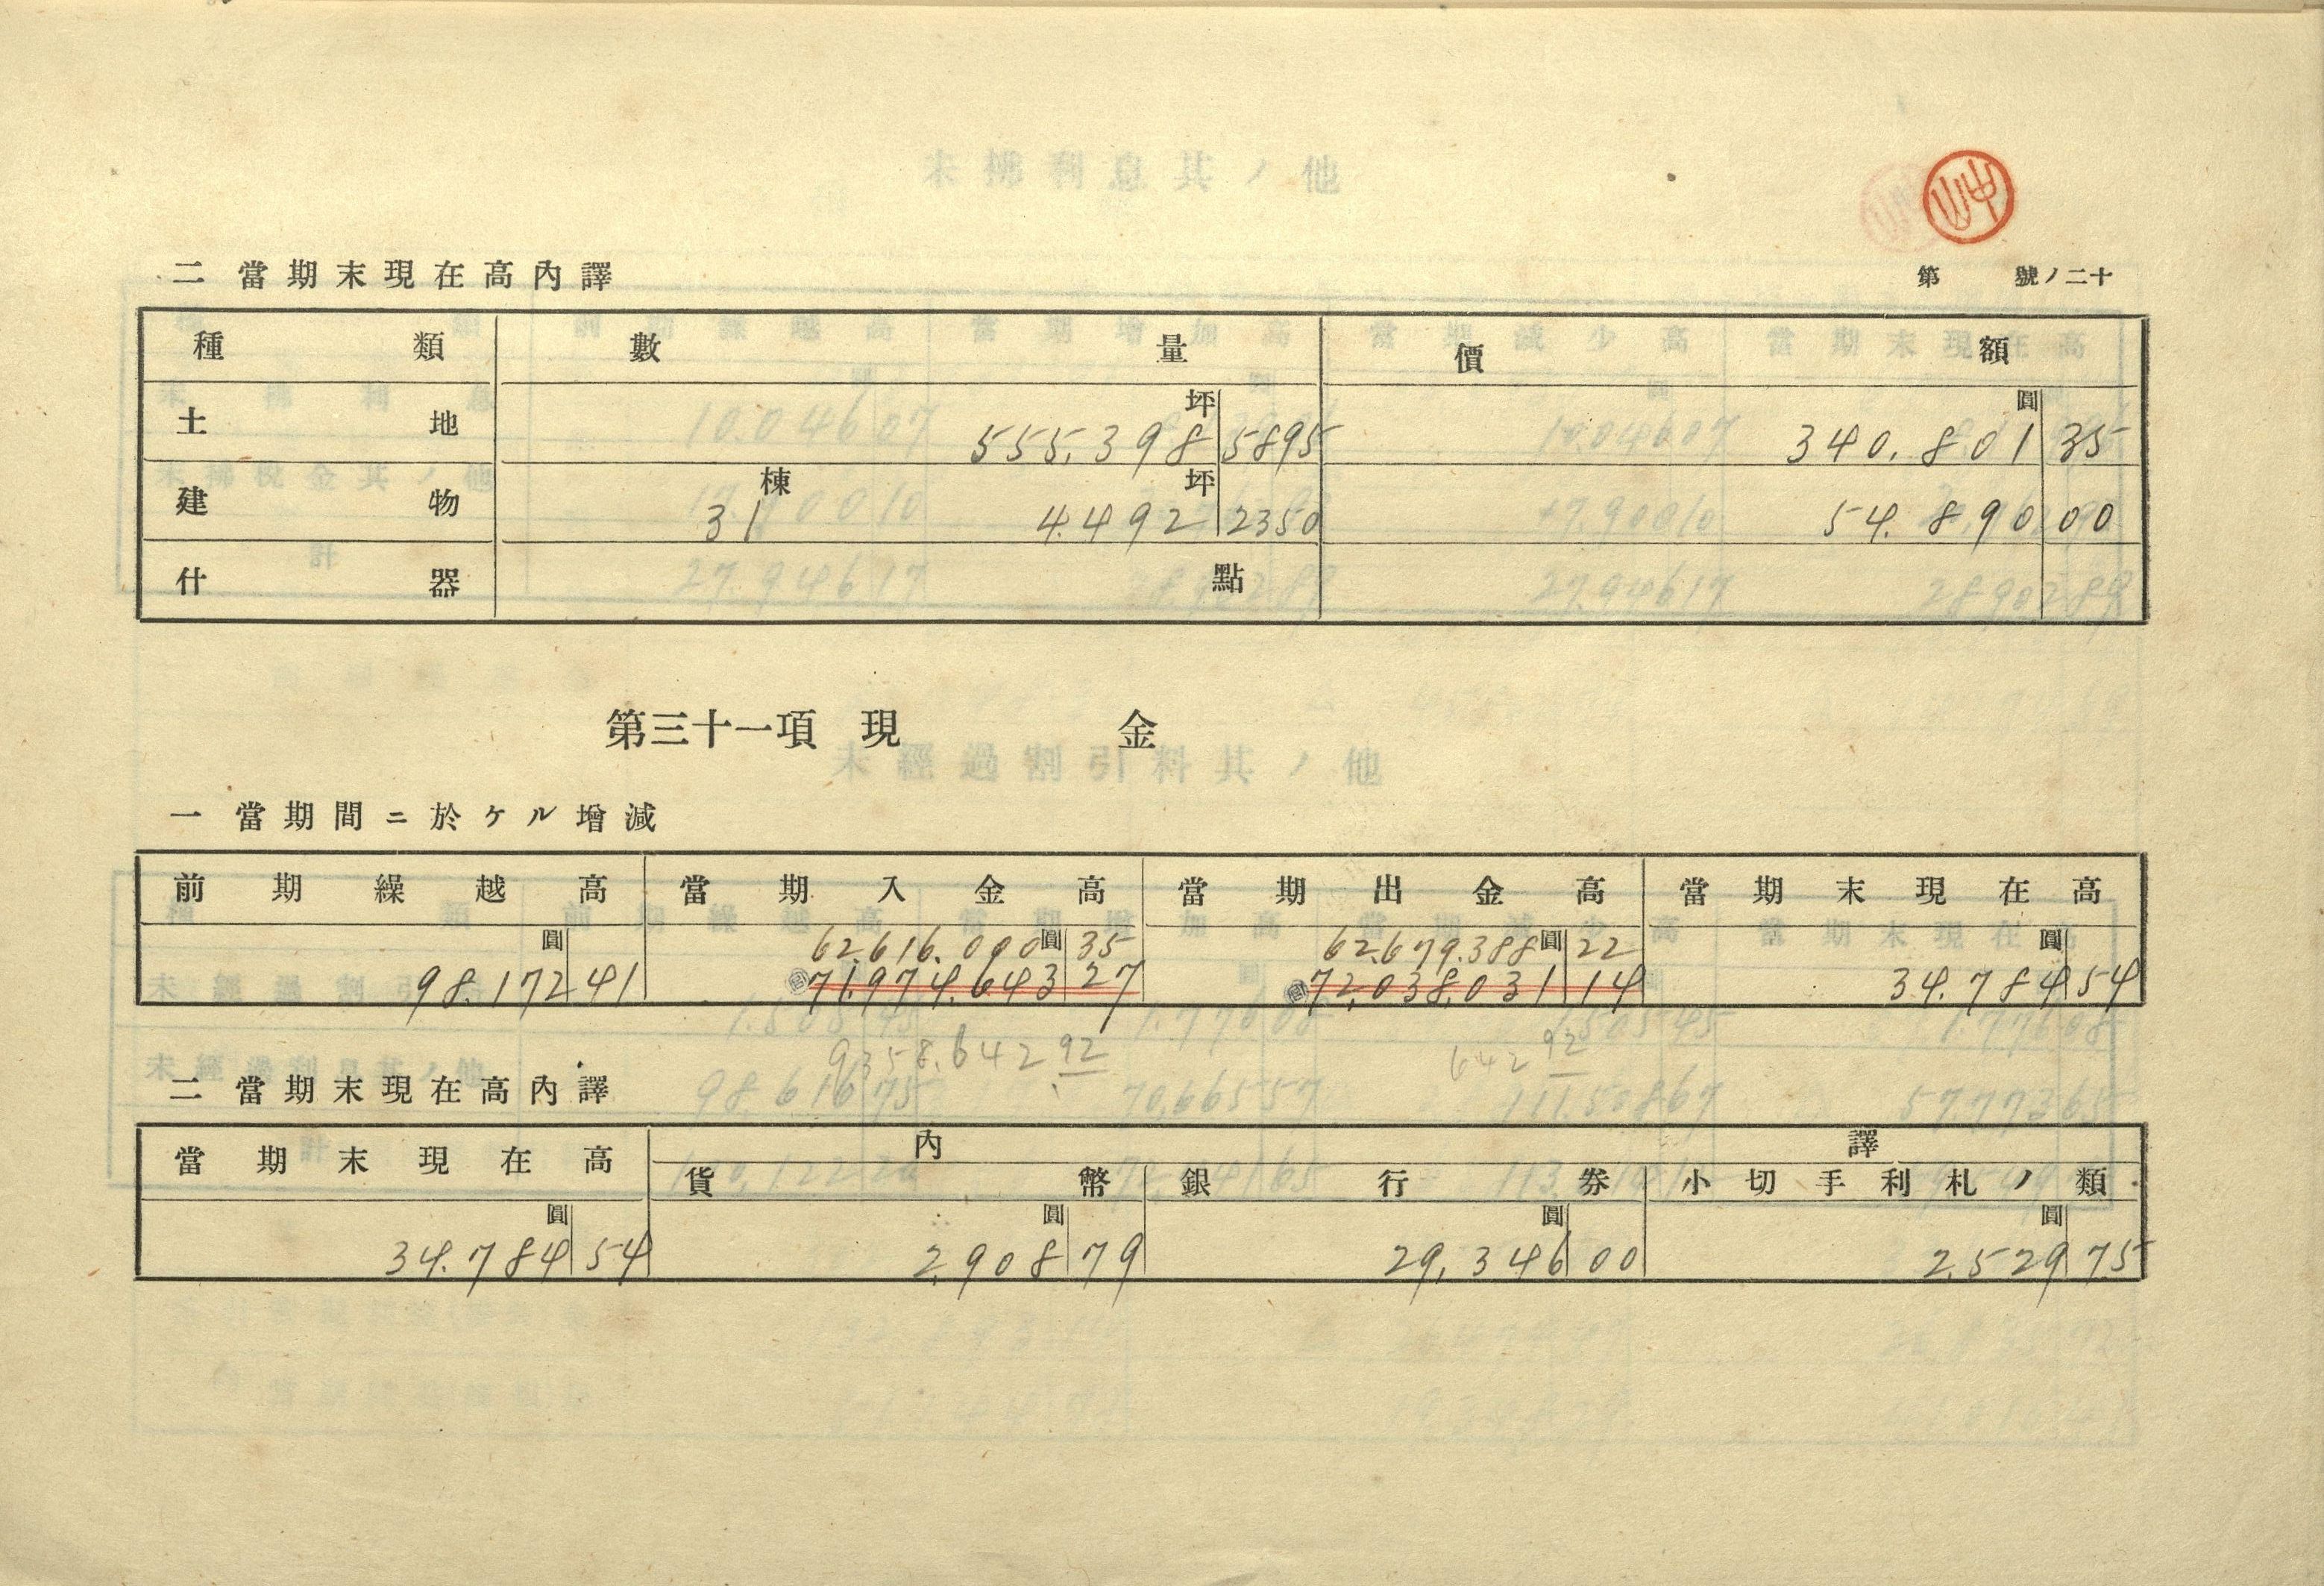 第 號ノ二十
二 當期末現在高內譯
種類 數量 價額
土地 坪 555,398 5895 圓 340,801 35
建物 棟 31 坪 4,492 2350 54,890 00
什器 點
第三十一項 現金
一 當期間ニ於ケル增減
前期繰越高 當期入金高 當期出金高 當期末現在高
62,616,000 圓 35 62,679,388 圓 22
圓 98,172 41 71,974,643 27 72,038,031 14 圓 34,784 54
9358,642 92 642 92
二 當期末現在高內譯
當期末現在高 內譯
貨幣 銀行券 小切手利札ノ類
圓 34,784 54 圓 2,908 79 圓 29,346 00 圓 2,529 75